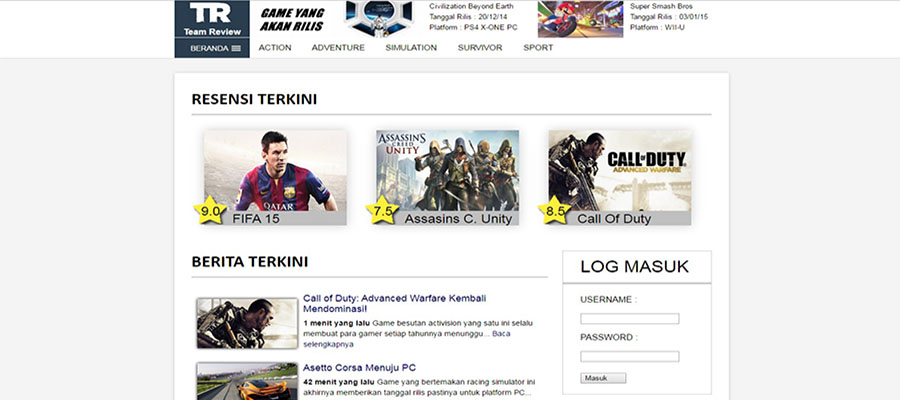 TR
Team Review
GAME YANG
AKAN RILIS
Civilization Beyond Earth
Tanggal Rilis : 20/12/14
Platform : PS4 X-ONE PC
Super Smash Bros
Tanggal Rilis : 03/01/15
Platform : WII-U
BERANDA
ACTION
ADVENTURE
SIMULATION
SURVIVOR
SPORT
RESENSI TERKINI
QATAR
9.0
FIFA 15
ASSASSIN'S
CREED
UNITY
7.5
Assasins C. Unity
CALL OF DUTY
ADVANCED WARFARE
8.5
Call Of Duty
BERITA TERKINI
Call of Duty: Advanced Warfare Kembali
Mendominasi!
1 menit yang lalu Game besutan activision yang satu ini selalu
membuat para gamer setiap tahunnya menunggu... Baca
selengkapnya
Asetto Corsa Menuju PC
42 menit yang lalu Game yang bertemakan racing simulator ini
akhirnya memberikan tanggal rilis pastinya untuk platform PC...
LOG MASUK
USERNAME :
PASSWORD :
Masuk